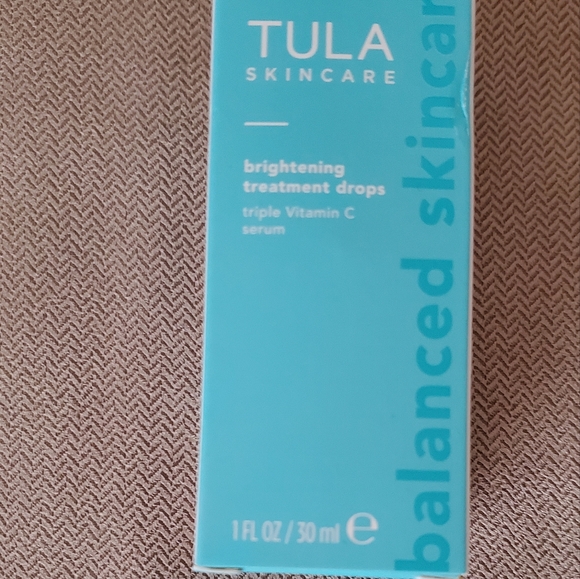 TULA
SKINCARE
brightening
treatment drops
triple Vitamin C
serum
1 FL OZ / 30 ml e
balanced skincar